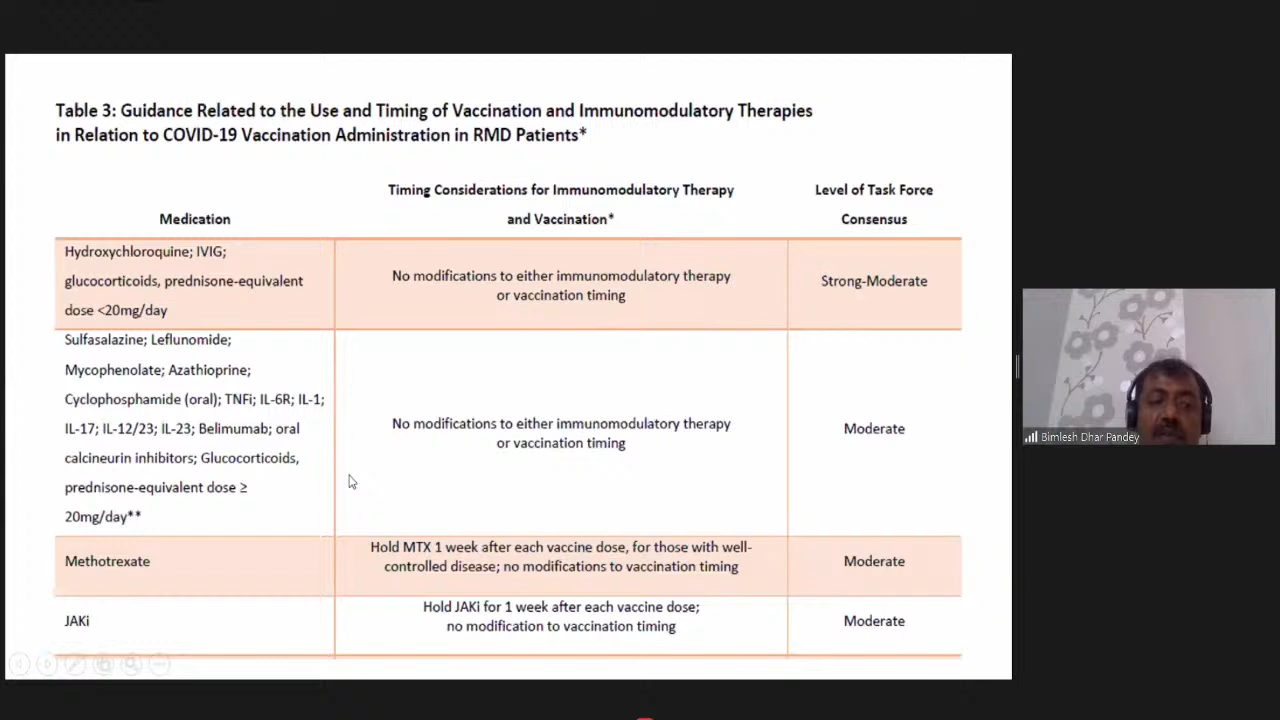 Table 3: Guidance Related to the Use and Timing of Vaccination and Immunomodulatory Therapies
in Relation to COVID-19 Vaccination Administration in RMD Patients*
Medication
Timing Considerations for Immunomodulatory Therapy
and Vaccination*
Level of Task Force
Consensus
Hydroxychloroquine; IVIG;
glucocorticoids, prednisone-equivalent
dose <20mg/day
No modifications to either immunomodulatory therapy
or vaccination timing
Strong-Moderate
Sulfasalazine; Leflunomide;
Mycophenolate; Azathioprine;
Cyclophosphamide (oral); TNFi; IL-6R; IL-1;
IL-17; IL-12/23; IL-23; Belimumab; oral
calcineurin inhibitors; Glucocorticoids,
prednisone-equivalent dose ≥
20mg/day**
No modifications to either immunomodulatory therapy
or vaccination timing
Moderate
Methotrexate
Hold MTX 1 week after each vaccine dose, for those with well-
controlled disease; no modifications to vaccination timing
Moderate
JAKi
Hold JAKi for 1 week after each vaccine dose;
no modification to vaccination timing
Moderate
Bimlesh Dhar Pandey